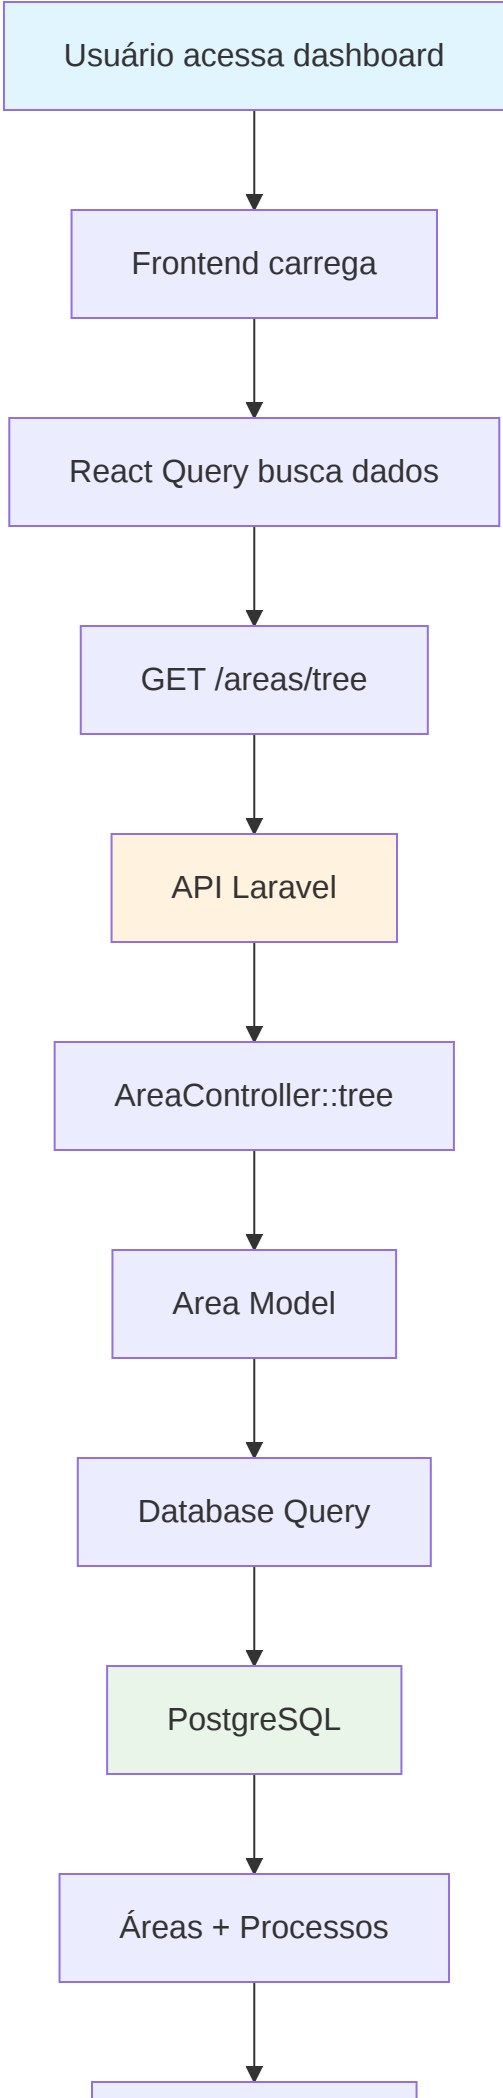 Usuário acessa dashboard
Frontend carrega
React Query busca dados
GET /areas/tree
API Laravel
AreaController::tree
Area Model
Database Query
PostgreSQL
Áreas + Processos